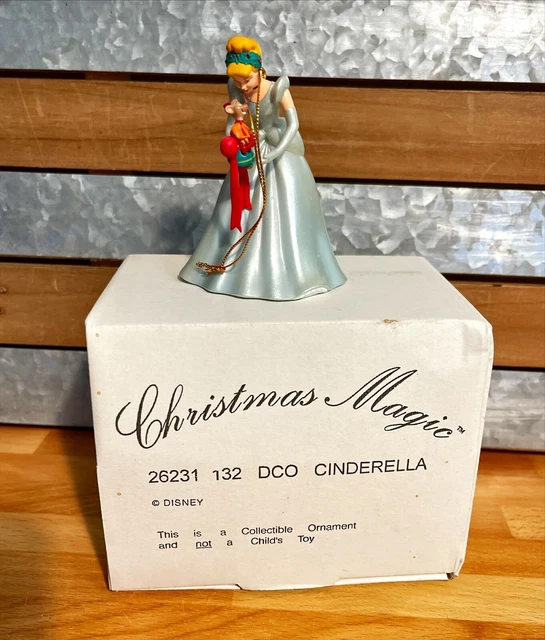 Christmas Magic™
26231 132 DCO CINDERELLA
© DISNEY
This is a Collectible Ornament
and not a Child's Toy